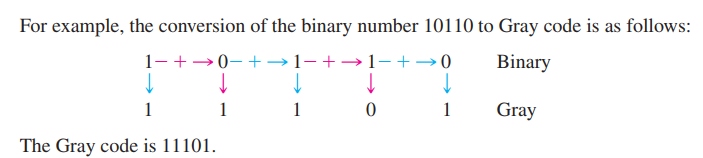 For example, the conversion of the binary number 10110 to Gray code is as follows:
1– + →0– + →1– + →1– + →0 Binary
↓ ↓ ↓ ↓ ↓
1 1 1 0 1 Gray
The Gray code is 11101.